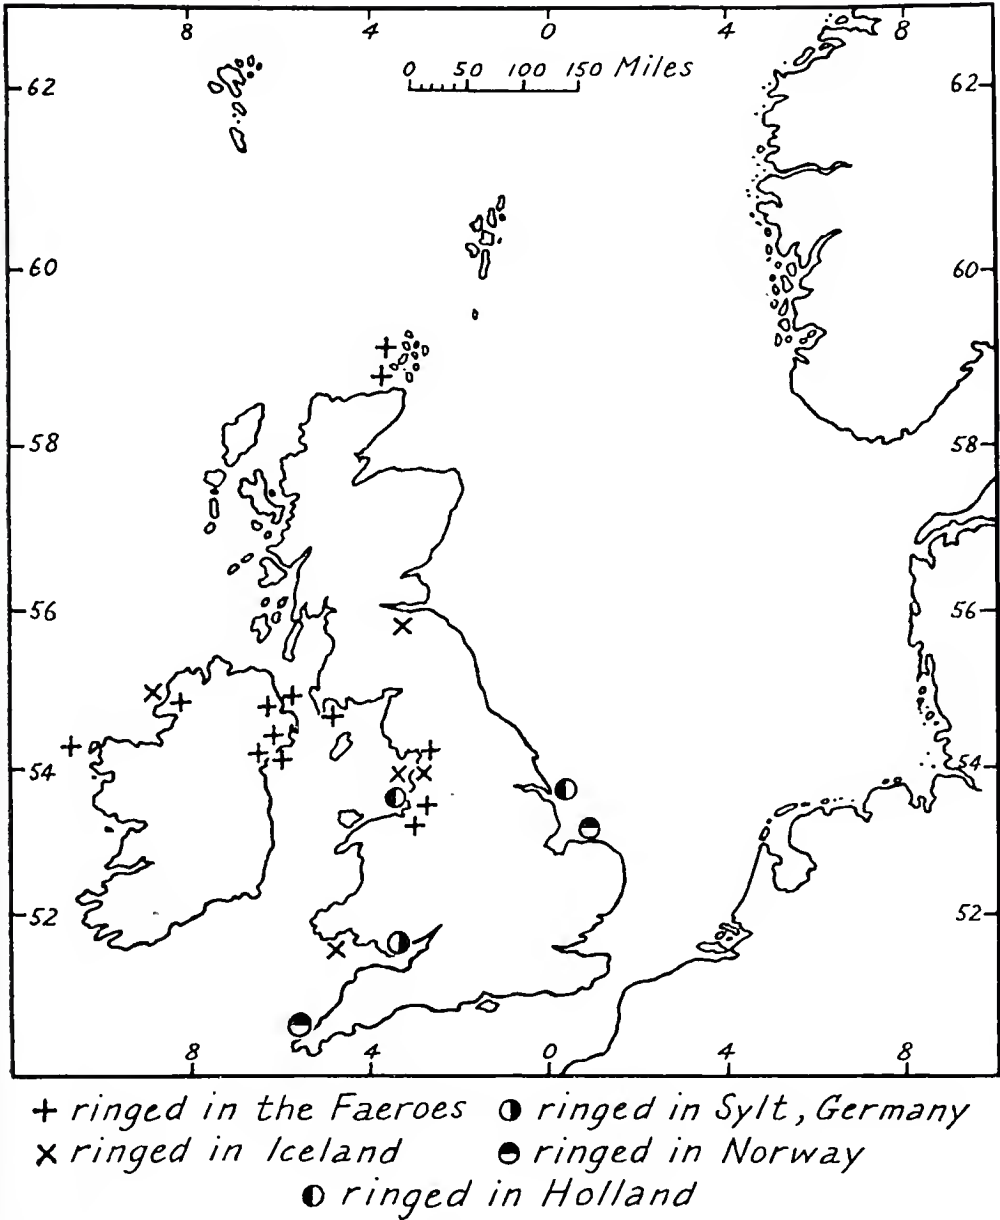 8 4 0 4 8
0 50 100 150 Miles
62 62
60 60
58 58
56 56
54 54
52 52
8 4 0 4 8
+ ringed in the Faeroes ◑ ringed in Sylt, Germany
× ringed in Iceland ringed in Norway
◐ ringed in Holland